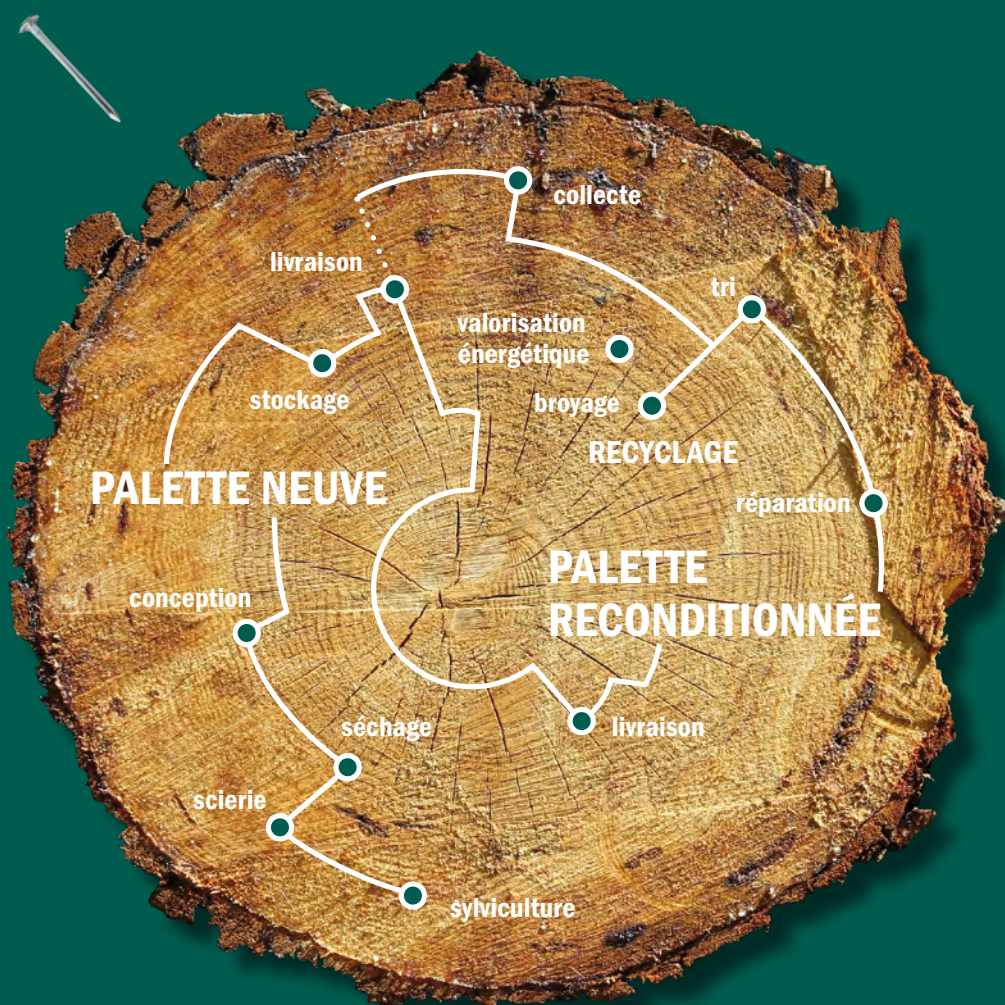 collecte
livraison
tri
valorisation
énergétique
stockage
broyage
RECYCLAGE
PALETTE NEUVE
réparation
PALETTE
RECONDITIONNÉE
conception
séchage
livraison
scierie
sylviculture